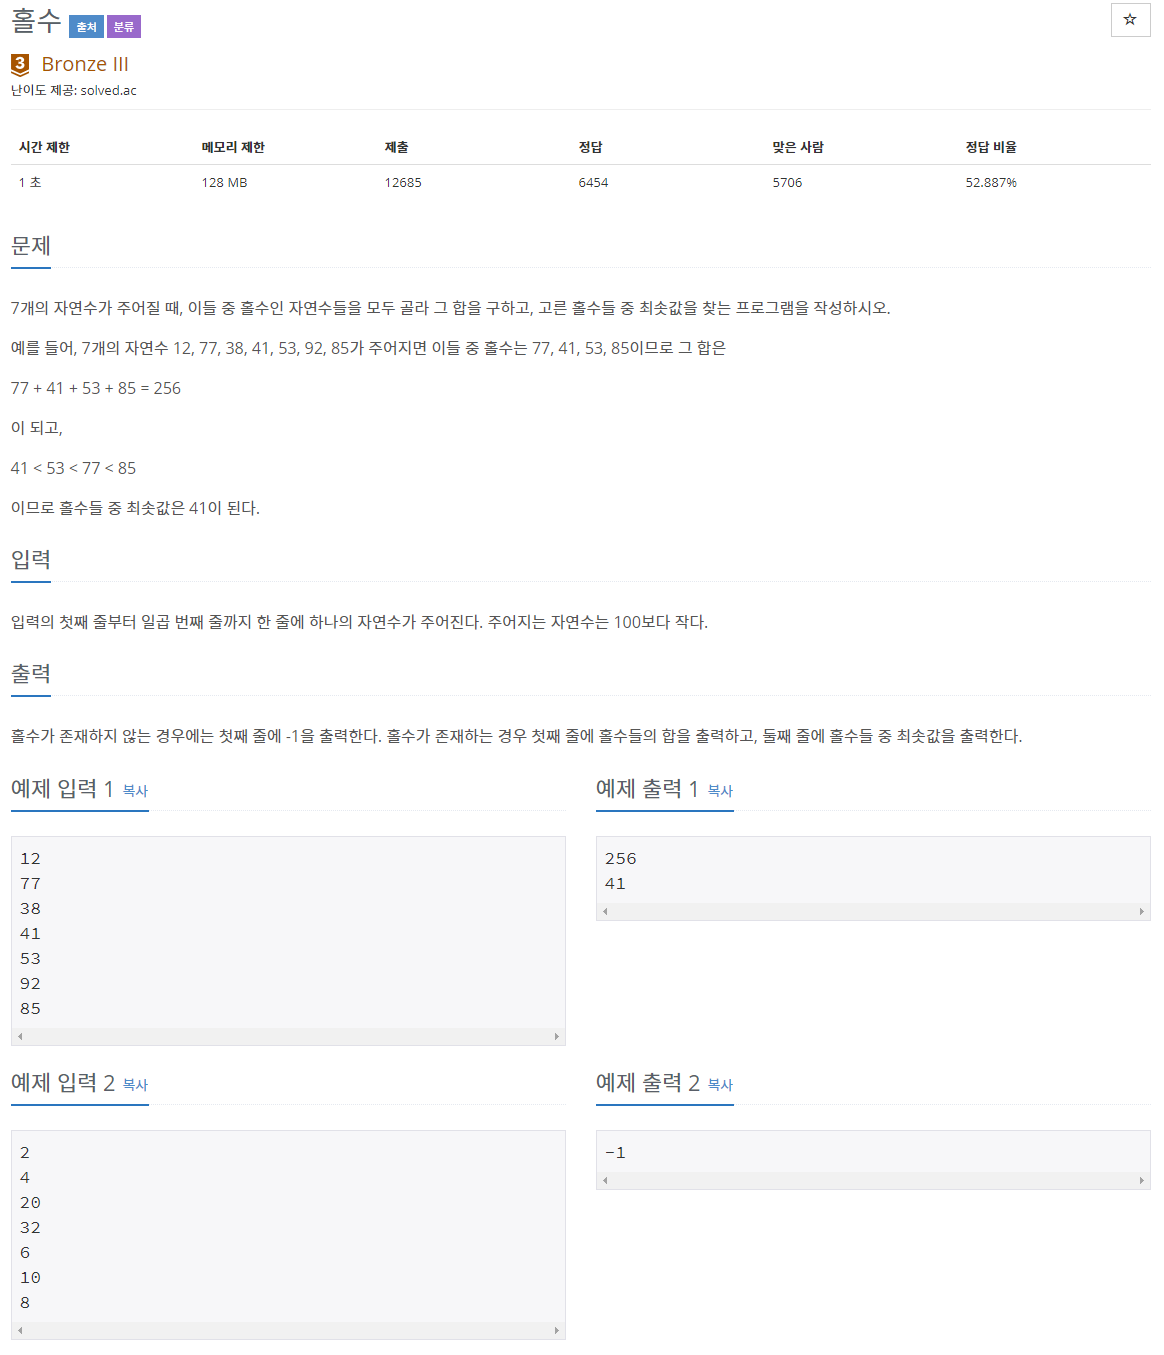 홀수 출처 분류
☆
3 Bronze III
난이도 제공: solved.ac
시간 제한 메모리 제한 제출 정답 맞은 사람 정답 비율
1 초 128 MB 12685 6454 5706 52.887%
문제
7개의 자연수가 주어질 때, 이들 중 홀수인 자연수들을 모두 골라 그 합을 구하고, 고른 홀수들 중 최솟값을 찾는 프로그램을 작성하시오.
예를 들어, 7개의 자연수 12, 77, 38, 41, 53, 92, 85가 주어지면 이들 중 홀수는 77, 41, 53, 85이므로 그 합은
77 + 41 + 53 + 85 = 256
이 되고,
41 < 53 < 77 < 85
이므로 홀수들 중 최솟값은 41이 된다.
입력
입력의 첫째 줄부터 일곱 번째 줄까지 한 줄에 하나의 자연수가 주어진다. 주어지는 자연수는 100보다 작다.
출력
홀수가 존재하지 않는 경우에는 첫째 줄에 -1을 출력한다. 홀수가 존재하는 경우 첫째 줄에 홀수들의 합을 출력하고, 둘째 줄에 홀수들 중 최솟값을 출력한다.
예제 입력 1 복사
12
77
38
41
53
92
85
예제 출력 1 복사
256
41
예제 입력 2 복사
2
4
20
32
6
10
8
예제 출력 2 복사
-1